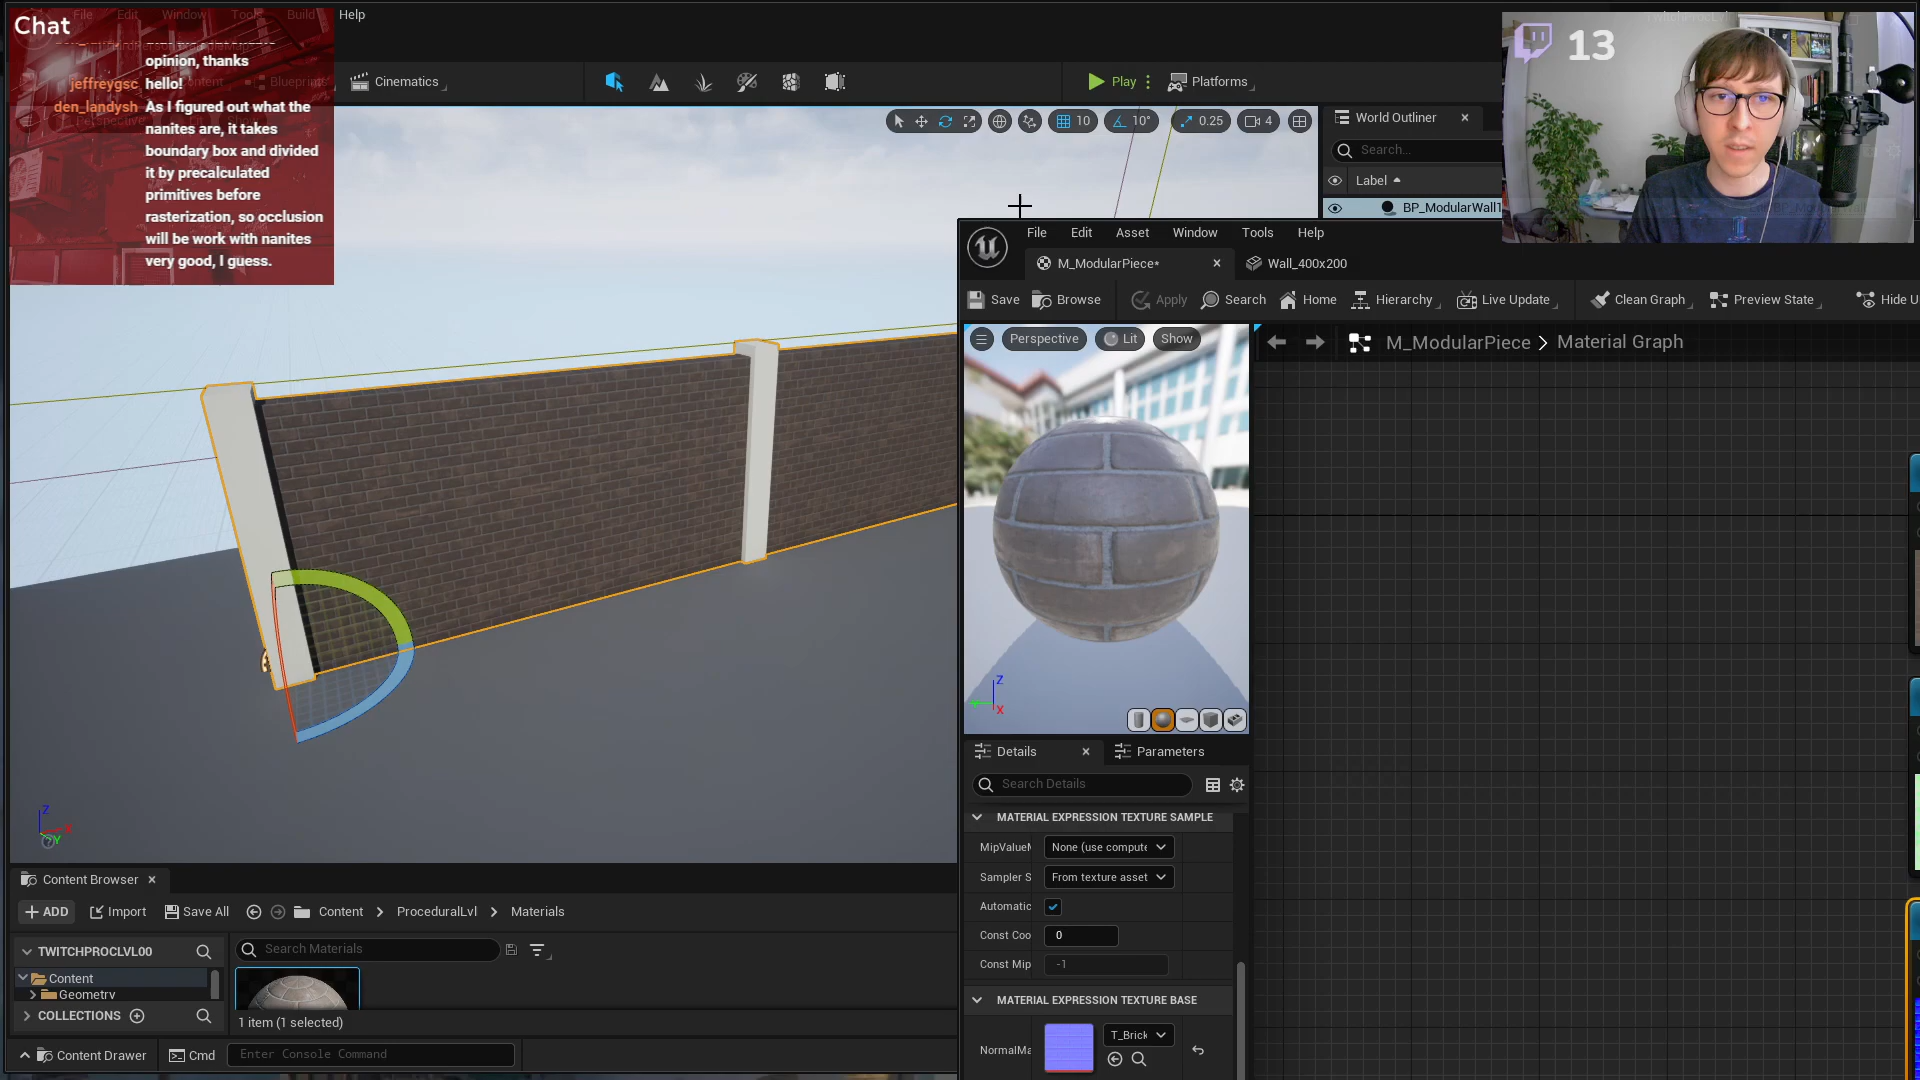 Chat
File Edit Window Tools Build Help
opinion, thanks
jeffreygsc hello!
den_landysh As I figured out what the
nanites are, it takes
boundary box and divided
it by precalculated
primitives before
rasterization, so occlusion
will be work with nanites
very good, I guess.
Cinematics
Play
Platforms
10
10°
0.25
4
World Outliner
Search...
Label
BP_ModularWall1
13
File Edit Asset Window Tools Help
M_ModularPiece*
Wall_400x200
Save Browse Apply Search Home Hierarchy Live Update Clean Graph Preview State Hide U
Perspective Lit Show
M_ModularPiece > Material Graph
Z
X
Details Parameters
Search Details
MATERIAL EXPRESSION TEXTURE SAMPLE
MipValueM None (use compute
Sampler S From texture asset
Automatic
Const Coo 0
Const Mip -1
MATERIAL EXPRESSION TEXTURE BASE
NormalMa T_Brick
Z
X
Y
Content Browser
ADD Import Save All Content > ProceduralLvl > Materials
TWITCHPROCLVL00
Search Materials
Content
Geometry
COLLECTIONS
1 item (1 selected)
Content Drawer Cmd Enter Console Command